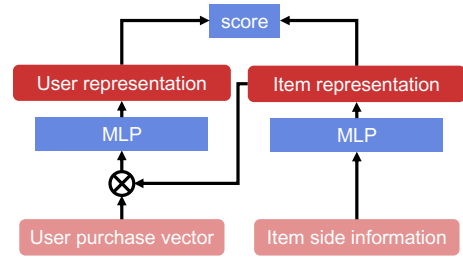 score
User representation
Item representation
MLP
MLP
User purchase vector
Item side information